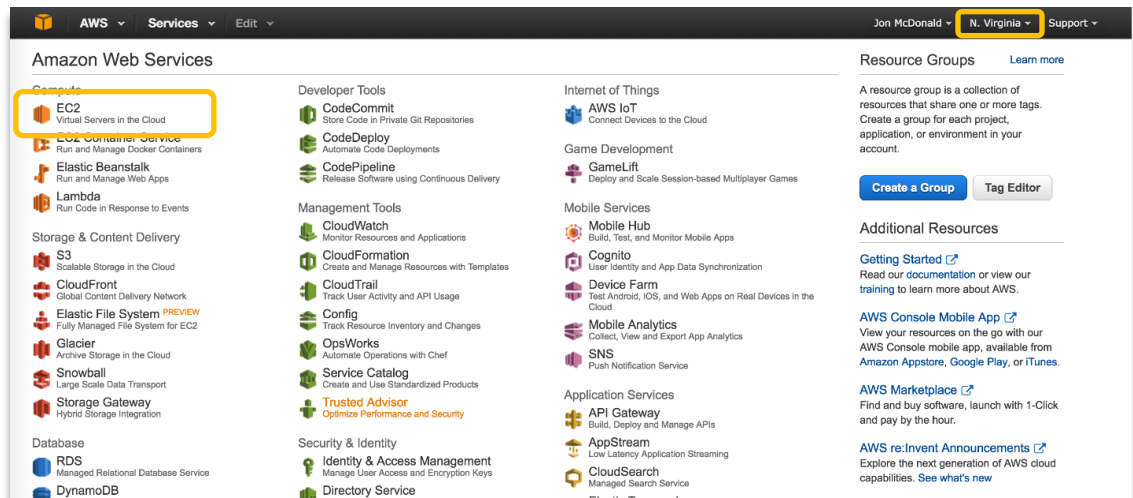 AWS Services Edit Jon McDonald N. Virginia Support
Amazon Web Services
Compute
EC2
Virtual Servers in the Cloud
EC2 Container Service
Run and Manage Docker Containers
Elastic Beanstalk
Run and Manage Web Apps
Lambda
Run Code in Response to Events
Storage & Content Delivery
S3
Scalable Storage in the Cloud
CloudFront
Global Content Delivery Network
Elastic File System PREVIEW
Fully Managed File System for EC2
Glacier
Archive Storage in the Cloud
Snowball
Large Scale Data Transport
Storage Gateway
Hybrid Storage Integration
Database
RDS
Managed Relational Database Service
DynamoDB
Developer Tools
CodeCommit
Store Code in Private Git Repositories
CodeDeploy
Automate Code Deployments
CodePipeline
Release Software using Continuous Delivery
Management Tools
CloudWatch
Monitor Resources and Applications
CloudFormation
Create and Manage Resources with Templates
CloudTrail
Track User Activity and API Usage
Config
Track Resource Inventory and Changes
OpsWorks
Automate Operations with Chef
Service Catalog
Create and Use Standardized Products
Trusted Advisor
Optimize Performance and Security
Security & Identity
Identity & Access Management
Manage User Access and Encryption Keys
Directory Service
Internet of Things
AWS IoT
Connect Devices to the Cloud
Game Development
GameLift
Deploy and Scale Session-based Multiplayer Games
Mobile Services
Mobile Hub
Build, Test, and Monitor Mobile Apps
Cognito
User Identity and App Data Synchronization
Device Farm
Test Android, iOS, and Web Apps on Real Devices in the
Cloud
Mobile Analytics
Collect, View and Export App Analytics
SNS
Push Notification Service
Application Services
API Gateway
Build, Deploy and Manage APIs
AppStream
Low Latency Application Streaming
CloudSearch
Managed Search Service
Resource Groups Learn more
A resource group is a collection of
resources that share one or more tags.
Create a group for each project,
application, or environment in your
account.
Create a Group Tag Editor
Additional Resources
Getting Started
Read our documentation or view our
training to learn more about AWS.
AWS Console Mobile App
View your resources on the go with our
AWS Console mobile app, available from
Amazon Appstore, Google Play, or iTunes.
AWS Marketplace
Find and buy software, launch with 1-Click
and pay by the hour.
AWS re:Invent Announcements
Explore the next generation of AWS cloud
capabilities. See what's new